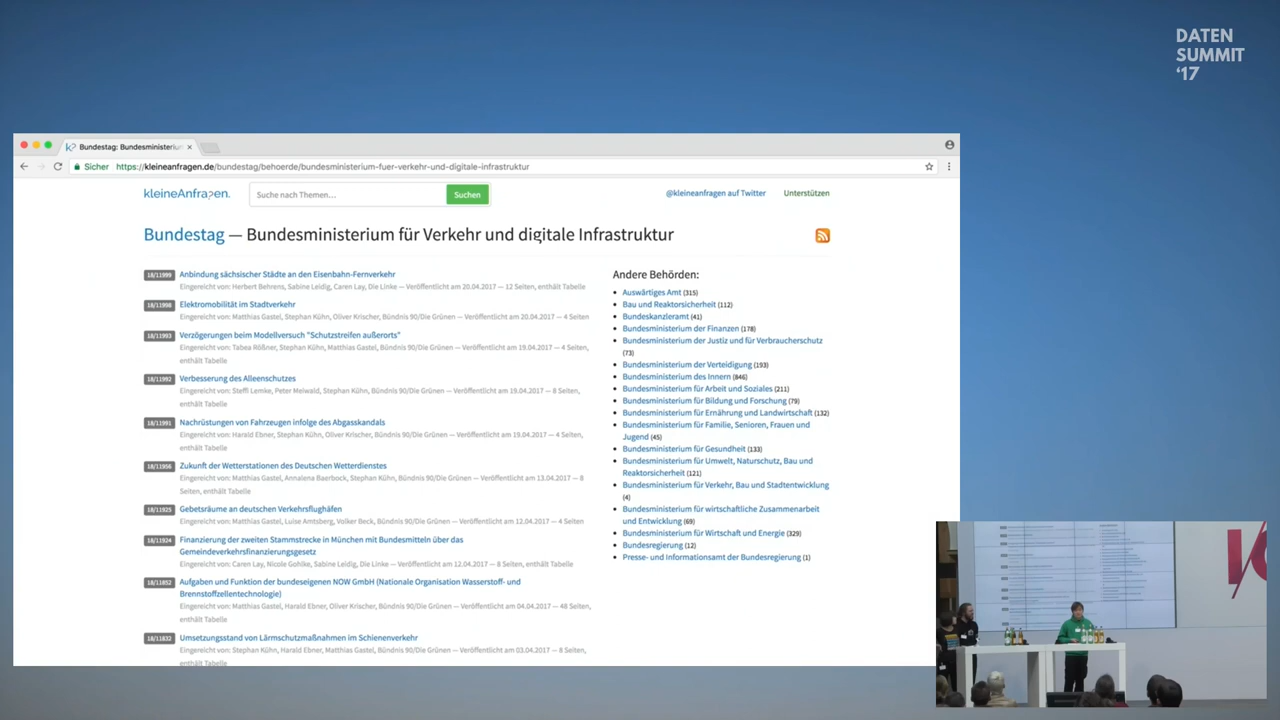 DATEN
SUMMIT
'17
Bundestag: Bundesministerium
Sicher https://kleineanfragen.de/bundestag/behoerde/bundesministerium-fuer-verkehr-und-digitale-infrastruktur
kleineAnfragen.
Suche nach Themen...
Suchen
@kleineanfragen auf Twitter
Unterstützen
Bundestag — Bundesministerium für Verkehr und digitale Infrastruktur
18/11999 Anbindung sächsischer Städte an den Eisenbahn-Fernverkehr
Eingereicht von: Herbert Behrens, Sabine Leidig, Caren Lay, Die Linke — Veröffentlicht am 20.04.2017 — 12 Seiten, enthält Tabelle
18/11998 Elektromobilität im Stadtverkehr
Eingereicht von: Matthias Gastel, Stephan Kühn, Oliver Krischer, Bündnis 90/Die Grünen — Veröffentlicht am 20.04.2017 — 4 Seiten
18/11993 Verzögerungen beim Modellversuch "Schutzstreifen außerorts"
Eingereicht von: Tabea Rößner, Stephan Kühn, Matthias Gastel, Bündnis 90/Die Grünen — Veröffentlicht am 19.04.2017 — 4 Seiten,
enthält Tabelle
18/11992 Verbesserung des Alleenschutzes
Eingereicht von: Steffi Lemke, Peter Meiwald, Stephan Kühn, Bündnis 90/Die Grünen — Veröffentlicht am 19.04.2017 — 8 Seiten,
enthält Tabelle
18/11991 Nachrüstungen von Fahrzeugen infolge des Abgasskandals
Eingereicht von: Harald Ebner, Stephan Kühn, Oliver Krischer, Bündnis 90/Die Grünen — Veröffentlicht am 19.04.2017 — 4 Seiten,
enthält Tabelle
18/11956 Zukunft der Wetterstationen des Deutschen Wetterdienstes
Eingereicht von: Matthias Gastel, Annalena Baerbock, Stephan Kühn, Bündnis 90/Die Grünen — Veröffentlicht am 13.04.2017 — 8
Seiten, enthält Tabelle
18/11925 Gebetsräume an deutschen Verkehrsflughäfen
Eingereicht von: Matthias Gastel, Luise Amtsberg, Volker Beck, Bündnis 90/Die Grünen — Veröffentlicht am 12.04.2017 — 4 Seiten
18/11924 Finanzierung der zweiten Stammstrecke in München mit Bundesmitteln über das
Gemeindeverkehrsfinanzierungsgesetz
Eingereicht von: Caren Lay, Nicole Gohlke, Sabine Leidig, Die Linke — Veröffentlicht am 12.04.2017 — 8 Seiten, enthält Tabelle
18/11852 Aufgaben und Funktion der bundeseigenen NOW GmbH (Nationale Organisation Wasserstoff- und
Brennstoffzellentechnologie)
Eingereicht von: Matthias Gastel, Harald Ebner, Oliver Krischer, Bündnis 90/Die Grünen — Veröffentlicht am 04.04.2017 — 48 Seiten,
enthält Tabelle
18/11832 Umsetzungsstand von Lärmschutzmaßnahmen im Schienenverkehr
Eingereicht von: Stephan Kühn, Harald Ebner, Matthias Gastel, Bündnis 90/Die Grünen — Veröffentlicht am 03.04.2017 — 8 Seiten,
enthält Tabelle
Andere Behörden:
Auswärtiges Amt (315)
Bau und Reaktorsicherheit (112)
Bundeskanzleramt (41)
Bundesministerium der Finanzen (178)
Bundesministerium der Justiz und für Verbraucherschutz
(73)
Bundesministerium der Verteidigung (193)
Bundesministerium des Innern (846)
Bundesministerium für Arbeit und Soziales (211)
Bundesministerium für Bildung und Forschung (79)
Bundesministerium für Ernährung und Landwirtschaft (132)
Bundesministerium für Familie, Senioren, Frauen und
Jugend (45)
Bundesministerium für Gesundheit (133)
Bundesministerium für Umwelt, Naturschutz, Bau und
Reaktorsicherheit (121)
Bundesministerium für Verkehr, Bau und Stadtentwicklung
(4)
Bundesministerium für wirtschaftliche Zusammenarbeit
und Entwicklung (69)
Bundesministerium für Wirtschaft und Energie (329)
Bundesregierung (12)
Presse- und Informationsamt der Bundesregierung (1)